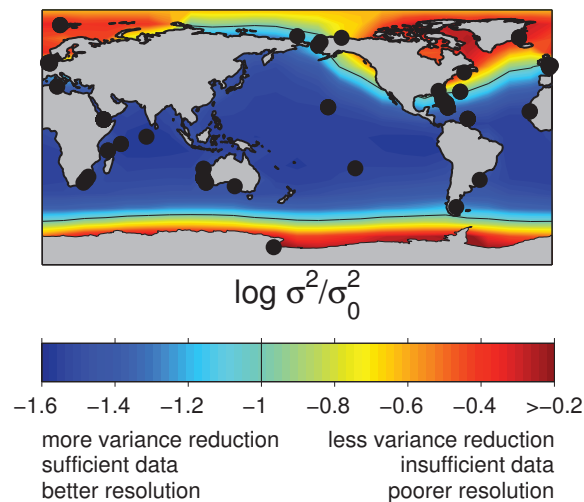 log σ²/σ₀²
−1.6 −1.4 −1.2 −1 −0.8 −0.6 −0.4 >−0.2
more variance reduction less variance reduction
sufficient data insufficient data
better resolution poorer resolution